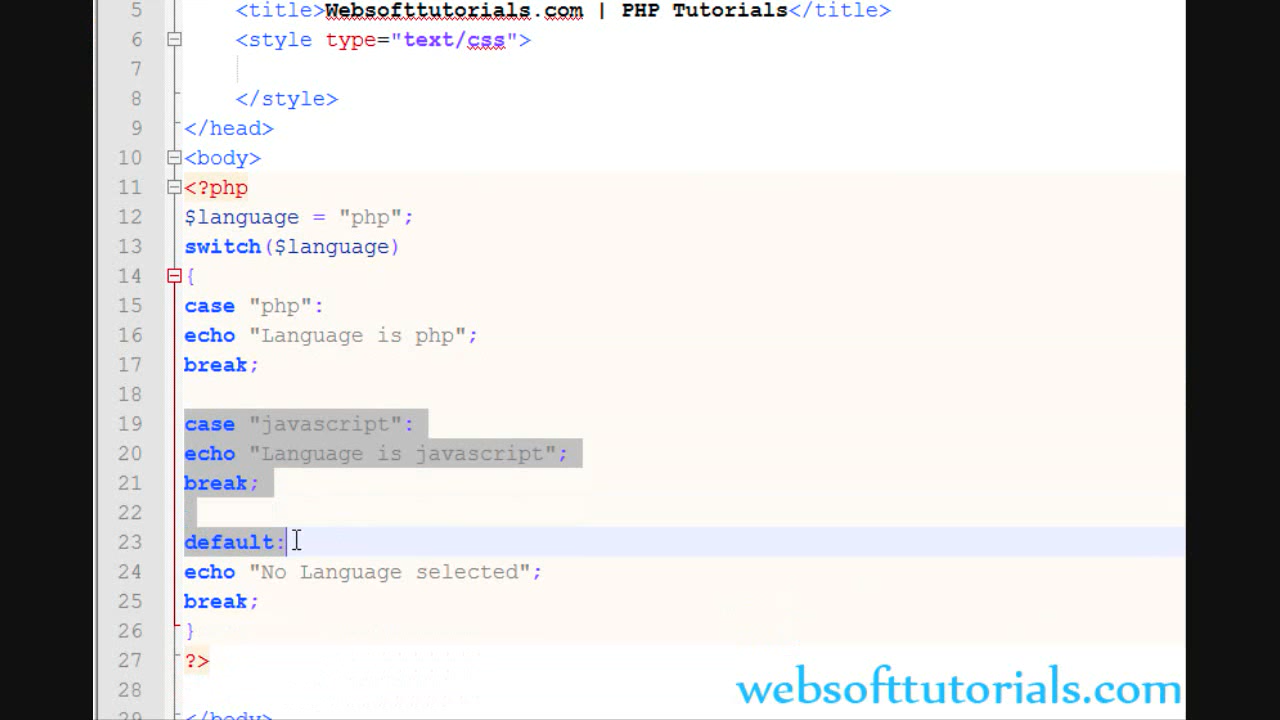 5 <title>Websofttutorials.com | PHP Tutorials</title>
6 <style type="text/css">
7
8 </style>
9 </head>
10 <body>
11 <?php
12 $language = "php";
13 switch($language)
14 {
15 case "php":
16 echo "Language is php";
17 break;
18
19 case "javascript":
20 echo "Language is javascript";
21 break;
22
23 default:
24 echo "No Language selected";
25 break;
26 }
27 ?>
28
29 </body>
websofttutorials.com